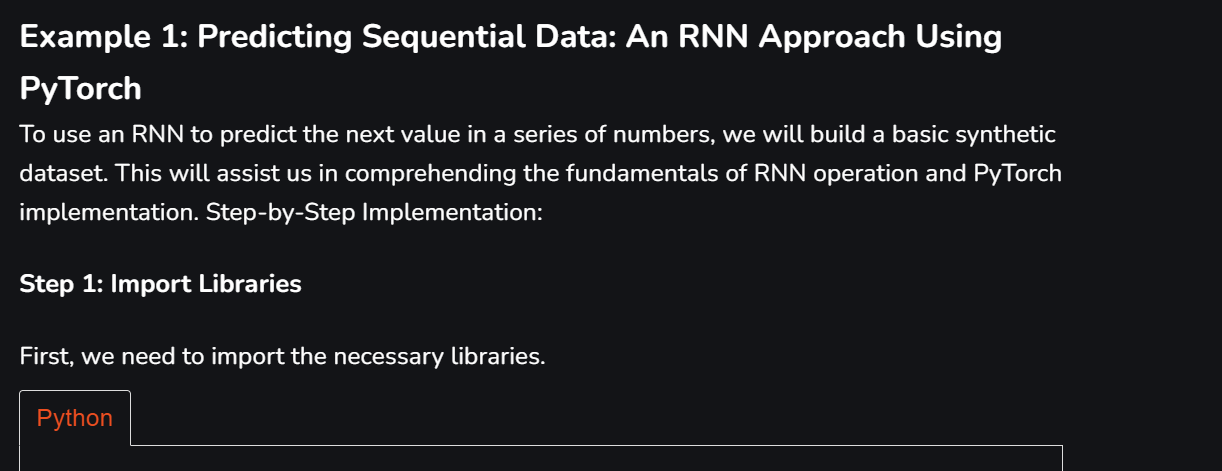 Example 1: Predicting Sequential Data: An RNN Approach Using
PyTorch
To use an RNN to predict the next value in a series of numbers, we will build a basic synthetic
dataset. This will assist us in comprehending the fundamentals of RNN operation and PyTorch
implementation. Step-by-Step Implementation:
Step 1: Import Libraries
First, we need to import the necessary libraries.
Python